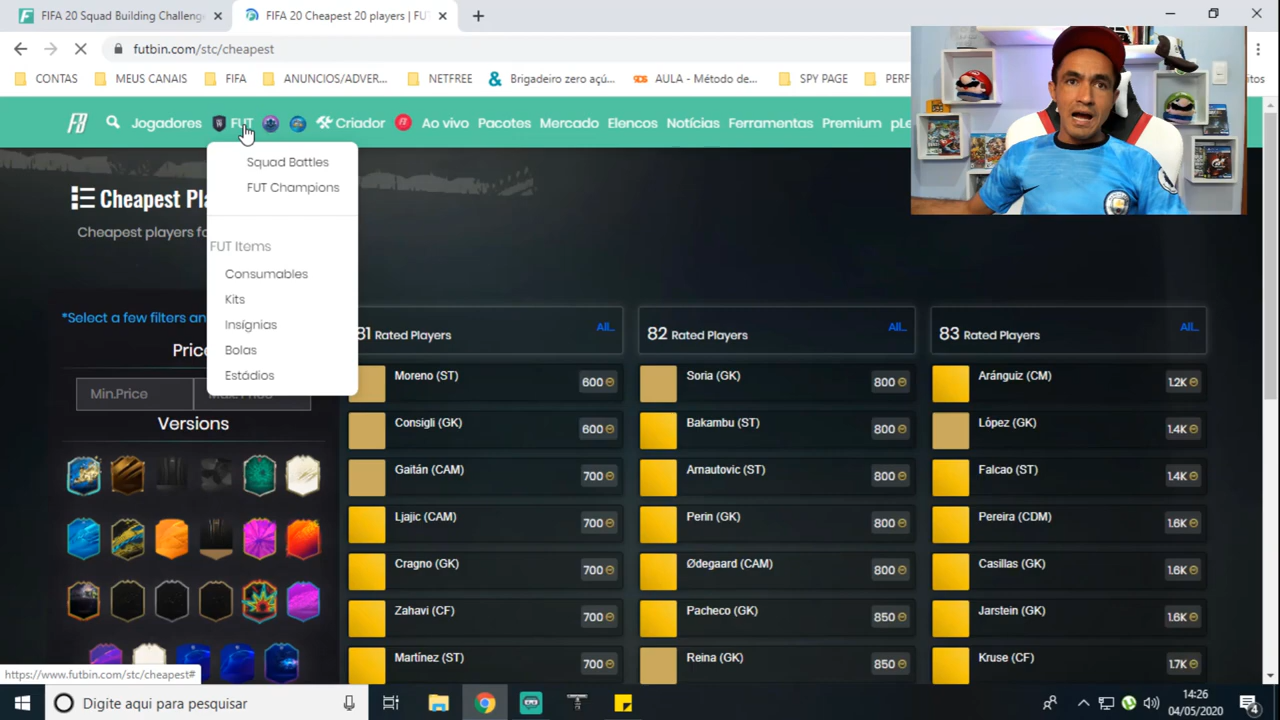 FIFA 20 Squad Building Challeng
FIFA 20 Cheapest 20 players | FU
futbin.com/stc/cheapest
CONTAS
MEUS CANAIS
FIFA
ANUNCIOS/ADVER...
NETFREE
Brigadeiro zero açú...
AULA - Método de...
SPY PAGE
PERF
itos
FB
Jogadores
FUT
Criador
Ao vivo
Pacotes
Mercado
Elencos
Notícias
Ferramentas
Premium
pLe
Squad Battles
FUT Champions
FUT Items
Consumables
Kits
Insígnias
Bolas
Estádios
Cheapest Pla
Cheapest players fo
*Select a few filters an
Price
Min.Price
Versions
81 Rated Players
All...
Moreno (ST)
600
Consigli (GK)
600
Gaitán (CAM)
700
Ljajic (CAM)
700
Cragno (GK)
700
Zahavi (CF)
700
Martínez (ST)
700
82 Rated Players
All...
Soria (GK)
800
Bakambu (ST)
800
Arnautovic (ST)
800
Perin (GK)
800
Ødegaard (CAM)
800
Pacheco (GK)
850
Reina (GK)
850
83 Rated Players
All...
Aránguiz (CM)
1.2K
López (GK)
1.4K
Falcao (ST)
1.4K
Pereira (CDM)
1.6K
Casillas (GK)
1.6K
Jarstein (GK)
1.6K
Kruse (CF)
1.7K
https://www.futbin.com/stc/cheapest#
Digite aqui para pesquisar
14:26
04/05/2020
4